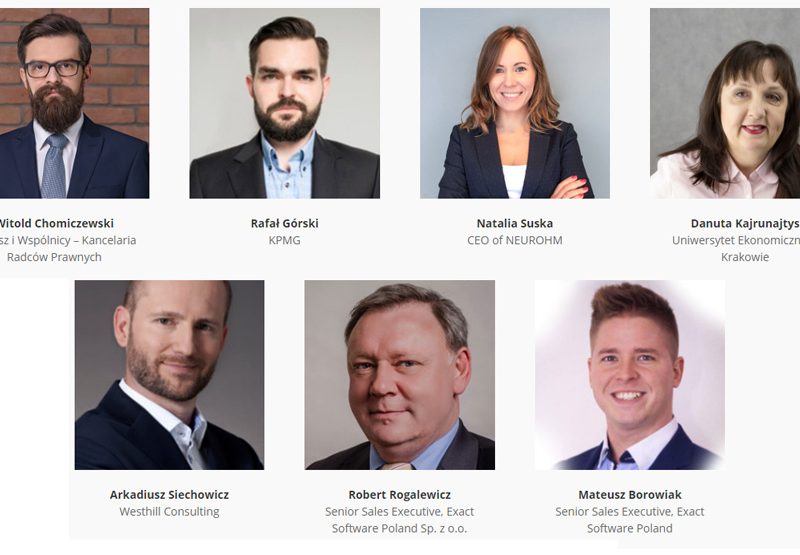 Witold Chomiczewski
Rafał Górski
Natalia Suska
Danuta Kajrunajtys
sz i Wspólnicy – Kancelaria
Radców Prawnych
KPMG
CEO of NEUROHM
Uniwersytet Ekonomiczn
Krakowie
Arkadiusz Siechowicz
Westhill Consulting
Robert Rogalewicz
Senior Sales Executive, Exact
Software Poland Sp. z o.o.
Mateusz Borowiak
Senior Sales Executive, Exact
Software Poland